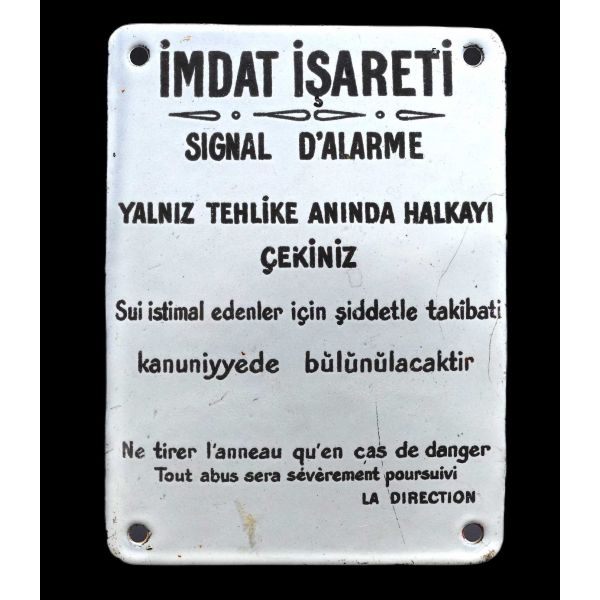 İMDAT İŞARETİ
SIGNAL D'ALARME
YALNIZ TEHLİKE ANINDA HALKAYI
ÇEKİNİZ
Sui istimal edenler için şiddetle takibati
kanuniyyede bŭlŭnŭlacaktir
Ne tirer l'anneau qu'en cas de danger
Tout abus sera sévèrement poursuivi
LA DIRECTION